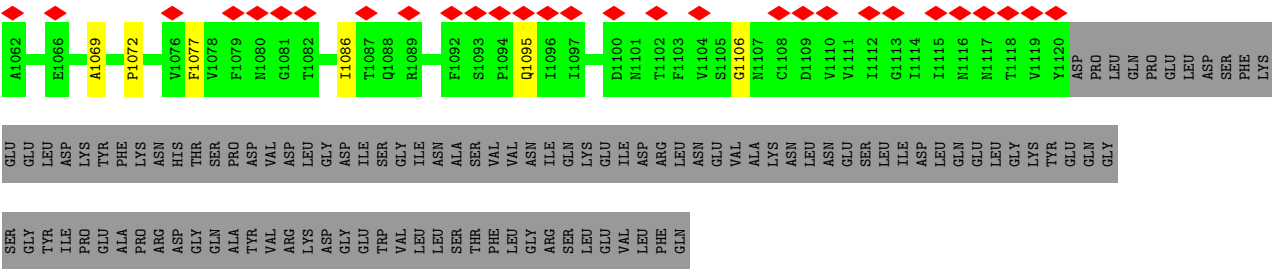 A1062 E1066 A1069 P1072 V1076 F1077 V1078 F1079 N1080 G1081 T1082 I1086 T1087 Q1088 R1089 F1092 S1093 P1094 Q1095 I1096 I1097 D1100 N1101 T1102 F1103 V1104 S1105 G1106 N1107 C1108 D1109 V1110 V1111 I1112 G1113 I1114 I1115 N1116 N1117 T1118 V1119 Y1120 ASP PRO LEU GLN PRO GLU LEU ASP SER PHE LYS
GLU GLU LEU ASP LYS TYR PHE LYS ASN HIS THR SER PRO ASP VAL ASP LEU GLY ASP ILE SER GLY ILE ASN ALA SER VAL VAL ASN ILE GLN LYS GLU ILE ASP ARG LEU ASN GLU VAL ALA LYS ASN LEU ASN GLU SER LEU ILE ASP LEU GLN GLU LEU GLY LYS TYR GLU GLN GLY
SER GLY TYR ILE PRO GLU ALA PRO ARG ASP GLY GLN ALA TYR VAL ARG LYS ASP GLY GLU TRP VAL LEU LEU SER THR PHE LEU GLY ARG SER LEU GLU VAL LEU PHE GLN